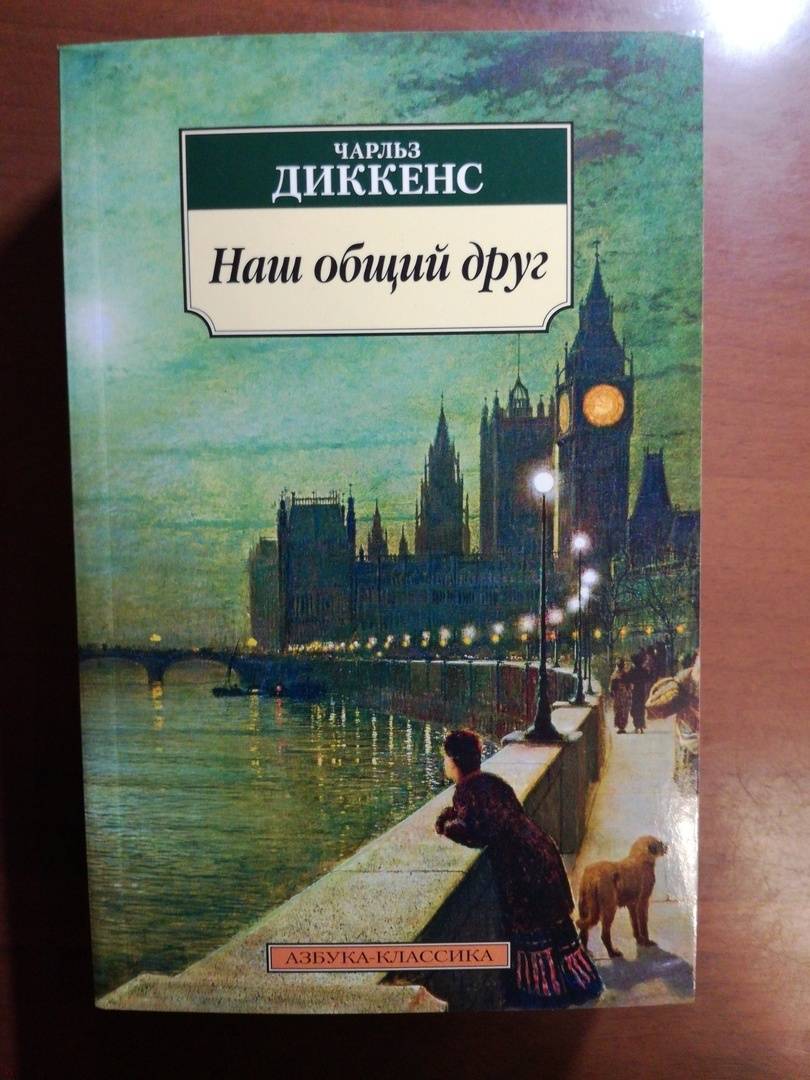 ЧАРЛЬЗ
ДИККЕНС
Наш общий друг
АЗБУКА-КЛАССИКА